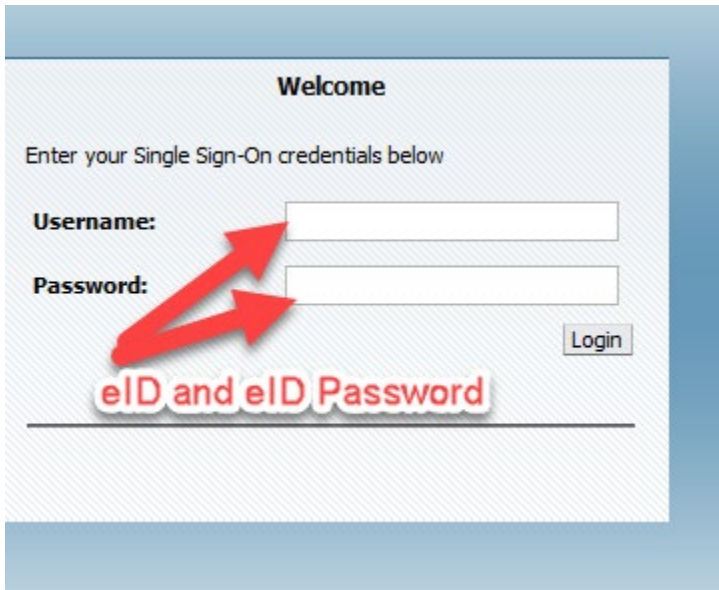 Welcome
Enter your Single Sign-On credentials below
Username:
Password:
Login
eID and eID Password